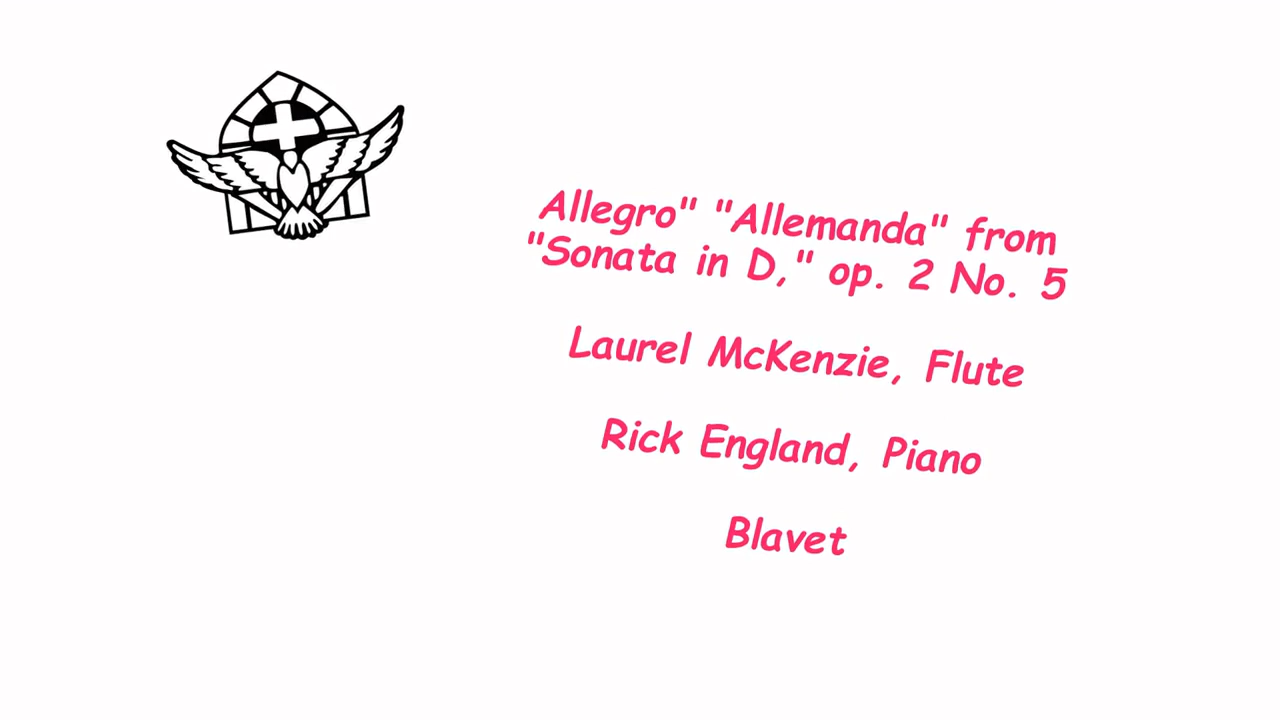 Allegro" "Allemanda" from
"Sonata in D," op. 2 No. 5
Laurel McKenzie, Flute
Rick England, Piano
Blavet